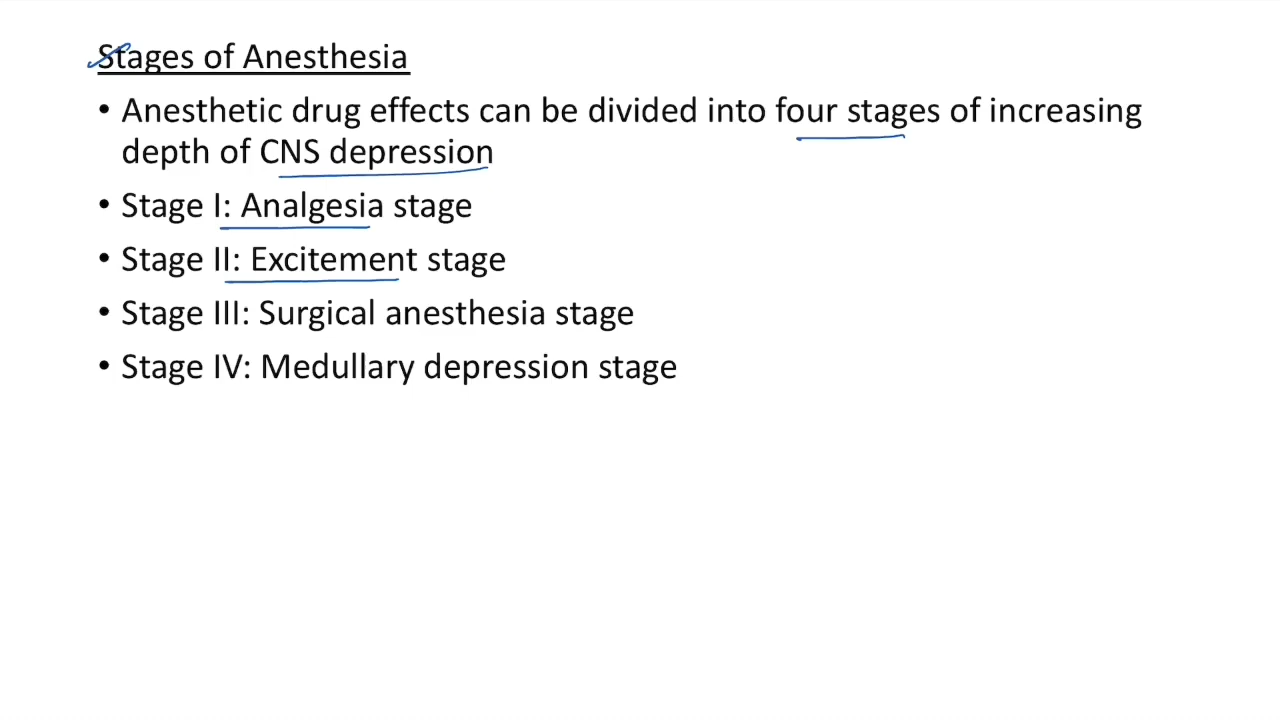 Stages of Anesthesia
• Anesthetic drug effects can be divided into four stages of increasing
depth of CNS depression
• Stage I: Analgesia stage
• Stage II: Excitement stage
• Stage III: Surgical anesthesia stage
• Stage IV: Medullary depression stage